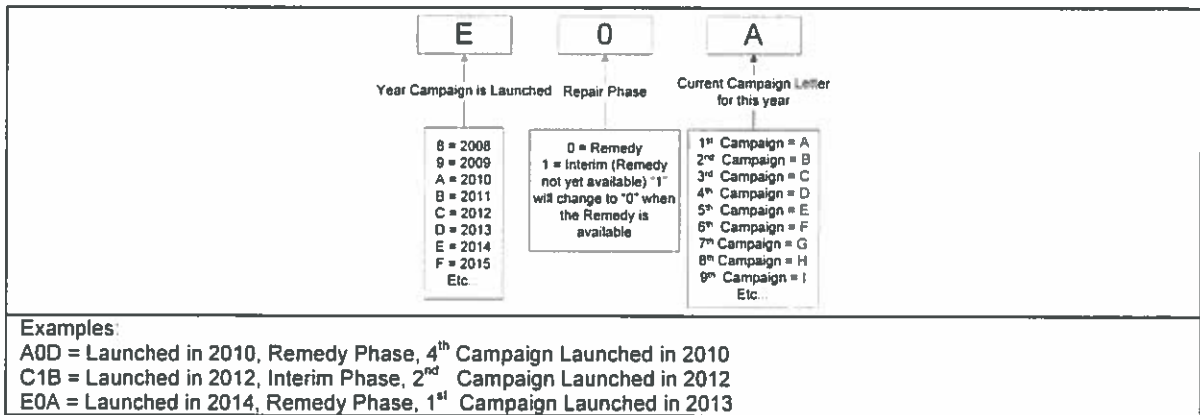 E 0 A
Year Campaign is Launched Repair Phase Current Campaign Letter
for this year
8 = 2008
9 = 2009
A = 2010
B = 2011
C = 2012
D = 2013
E = 2014
F = 2015
Etc...
0 = Remedy
1 = Interim (Remedy
not yet available) "1"
will change to "0" when
the Remedy is
available
1st Campaign = A
2nd Campaign = B
3rd Campaign = C
4th Campaign = D
5th Campaign = E
6th Campaign = F
7th Campaign = G
8th Campaign = H
9th Campaign = I
Etc...
Examples:
A0D = Launched in 2010, Remedy Phase, 4th Campaign Launched in 2010
C1B = Launched in 2012, Interim Phase, 2nd Campaign Launched in 2012
E0A = Launched in 2014, Remedy Phase, 1st Campaign Launched in 2013